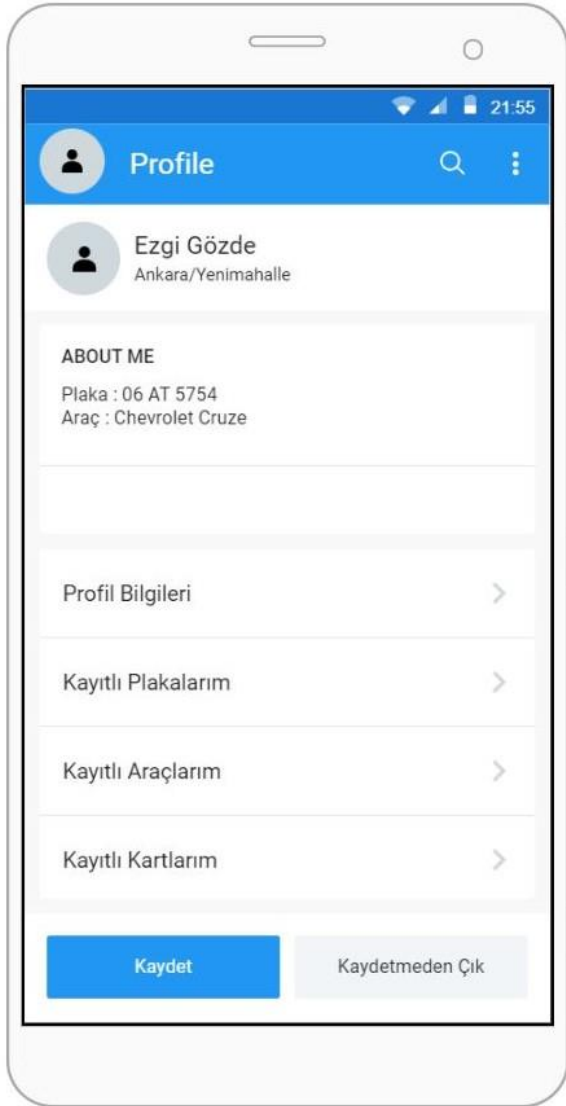 21:55
Profile
Ezgi Gözde
Ankara/Yenimahalle
ABOUT ME
Plaka : 06 AT 5754
Araç : Chevrolet Cruze
Profil Bilgileri
Kayıtlı Plakalarım
Kayıtlı Araçlarım
Kayıtlı Kartlarım
Kaydet
Kaydetmeden Çık